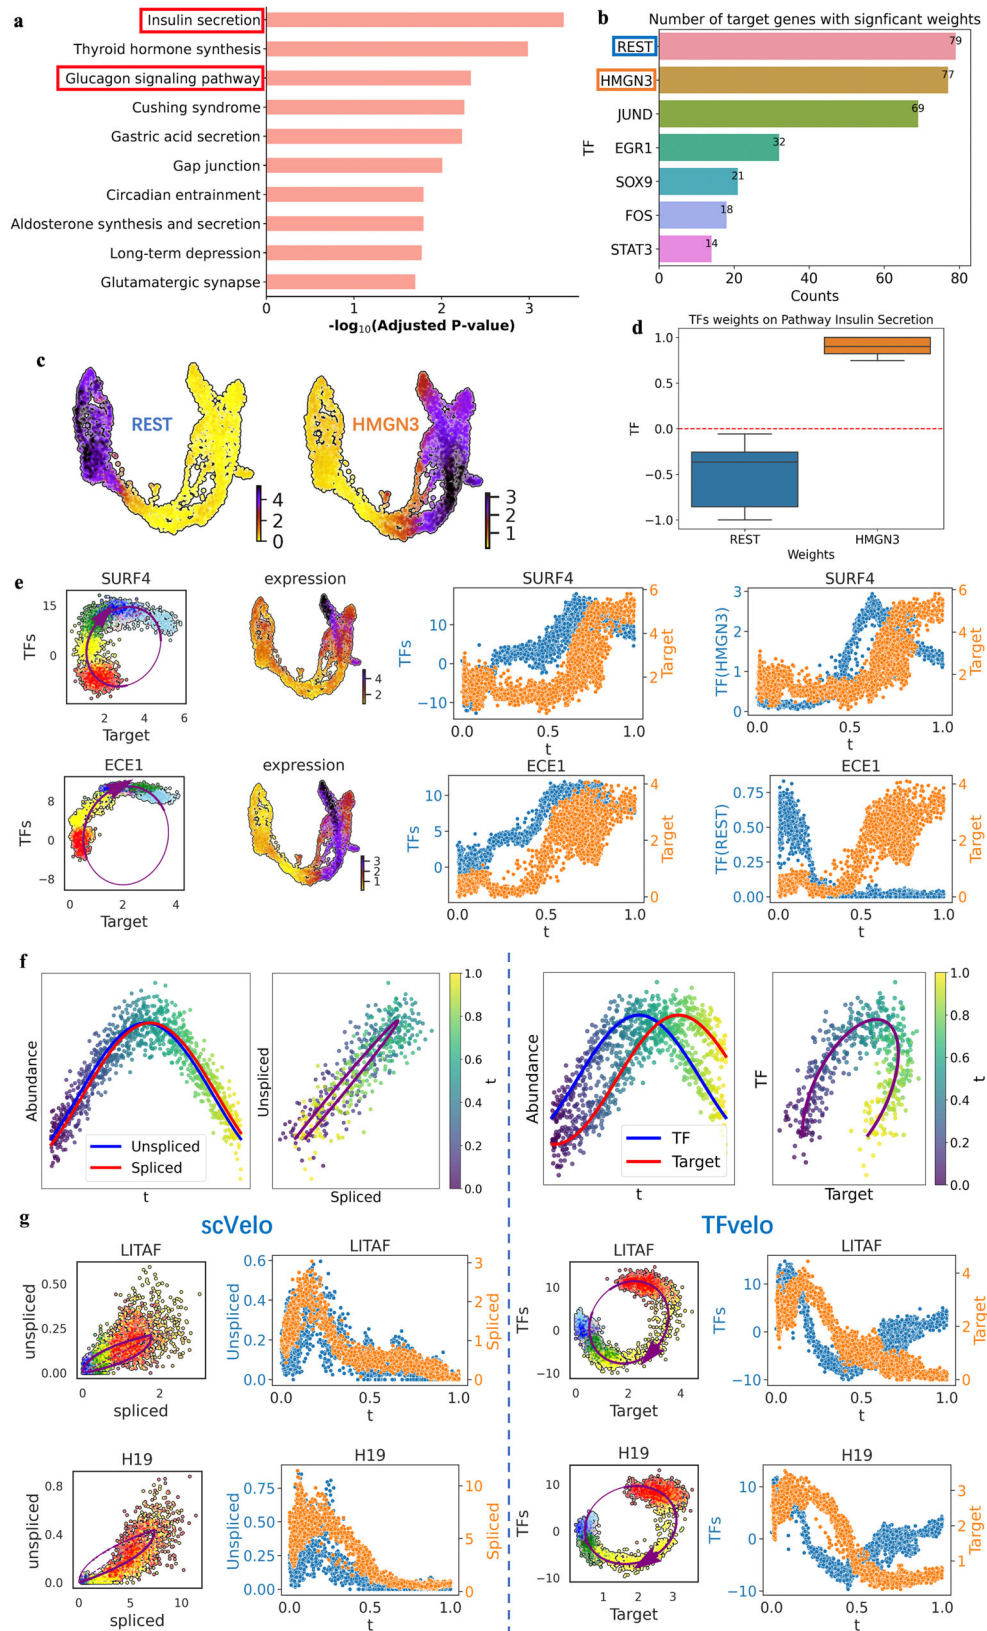 a
Insulin secretion
Thyroid hormone synthesis
Glucagon signaling pathway
Cushing syndrome
Gastric acid secretion
Gap junction
Circadian entrainment
Aldosterone synthesis and secretion
Long-term depression
Glutamatergic synapse
0 1 2 3
-log10(Adjusted P-value)
b
Number of target genes with signficant weights
TF
REST 79
HMGN3 77
JUND 69
EGR1 32
SOX9 21
FOS 18
STAT3 14
0 20 40 60 80
Counts
c
REST
4
2
0
HMGN3
3
2
1
d
TFs weights on Pathway Insulin Secretion
TF
1.0
0.5
0.0
−0.5
−1.0
REST HMGN3
Weights
e
SURF4
TFs
15
0
2 4 6
Target
expression
4
2
SURF4
TFs
10
0
−10
0.0 0.5 1.0
t
6
4
2
Target
SURF4
TF(HMGN3)
3
2
1
0
0.0 0.5 1.0
t
6
4
2
Target
ECE1
TFs
8
0
−8
0 2 4
Target
expression
3
2
1
ECE1
TFs
10
5
0
0.0 0.5 1.0
t
4
2
0
Target
ECE1
TF(REST)
0.75
0.50
0.25
0.00
0.0 0.5 1.0
t
4
2
0
Target
f
Abundance
Unspliced
Spliced
t
Unspliced
Spliced
1.0
0.8
0.6
0.4
0.2
0.0
t
Abundance
TF
Target
t
TF
Target
1.0
0.8
0.6
0.4
0.2
0.0
t
g
scVelo
TFvelo
LITAF
unspliced
0.50
0.25
0.00
0 2
spliced
LITAF
Unspliced
0.6
0.4
0.2
0.0
0.0 0.5 1.0
t
3
2
1
0
Spliced
LITAF
TFs
10
0
−10
0 2 4
Target
LITAF
TFs
10
0
−10
0.0 0.5 1.0
t
4
2
0
Target
H19
unspliced
0.8
0.4
0.0
0 5 10
spliced
H19
Unspliced
0.75
0.50
0.25
0.00
0.0 0.5 1.0
t
10
5
0
Spliced
H19
TFs
10
0
−10
1 2 3
Target
H19
TFs
10
0
−10
0.0 0.5 1.0
t
3
2
1
Target